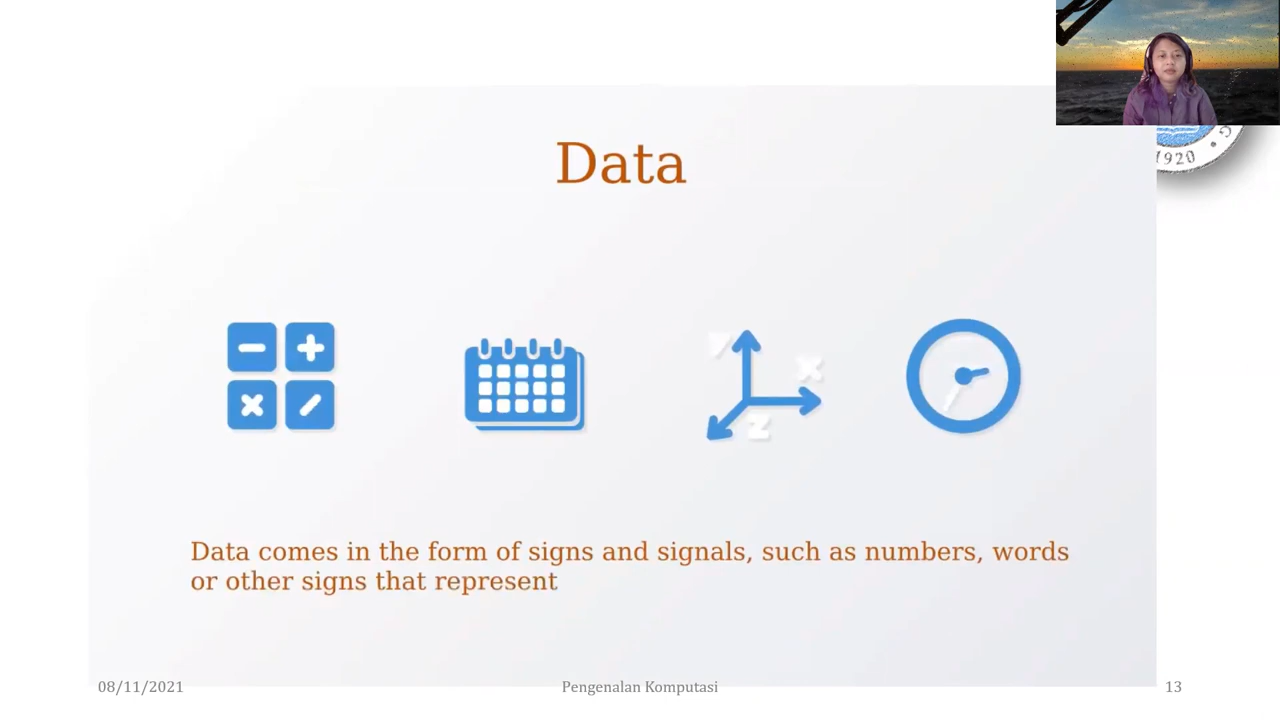 Data
Y
X
Z
Data comes in the form of signs and signals, such as numbers, words
or other signs that represent
1920
08/11/2021
Pengenalan Komputasi
13